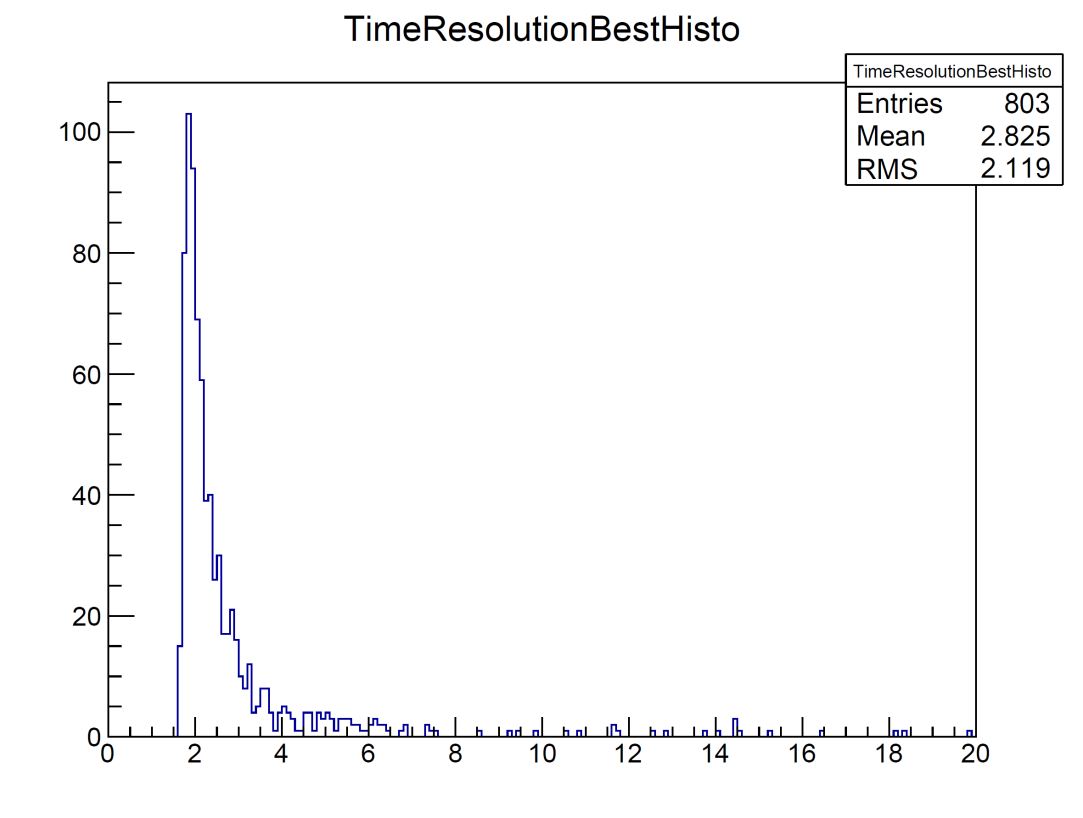 TimeResolutionBestHisto
TimeResolutionBestHisto
Entries 803
Mean 2.825
RMS 2.119
100
80
60
40
20
0
0 2 4 6 8 10 12 14 16 18 20